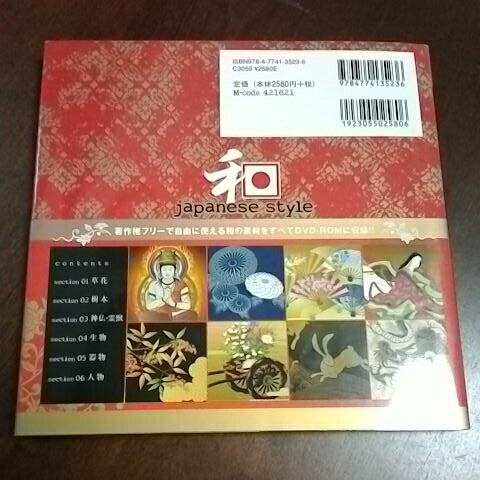 ISBN978-4-7741-3523-6
C3055 ¥2580E
定価(本体2580円+税)
M-code 421621
9784774135236
1923055025806
和
japanese style
著作権フリーで自由に使える和の素材をすべてDVD-ROMに収録!!
contents
section 01 草花
section 02 樹木
section 03 神仏・霊獣
section 04 生物
section 05 器物
section 06 人物